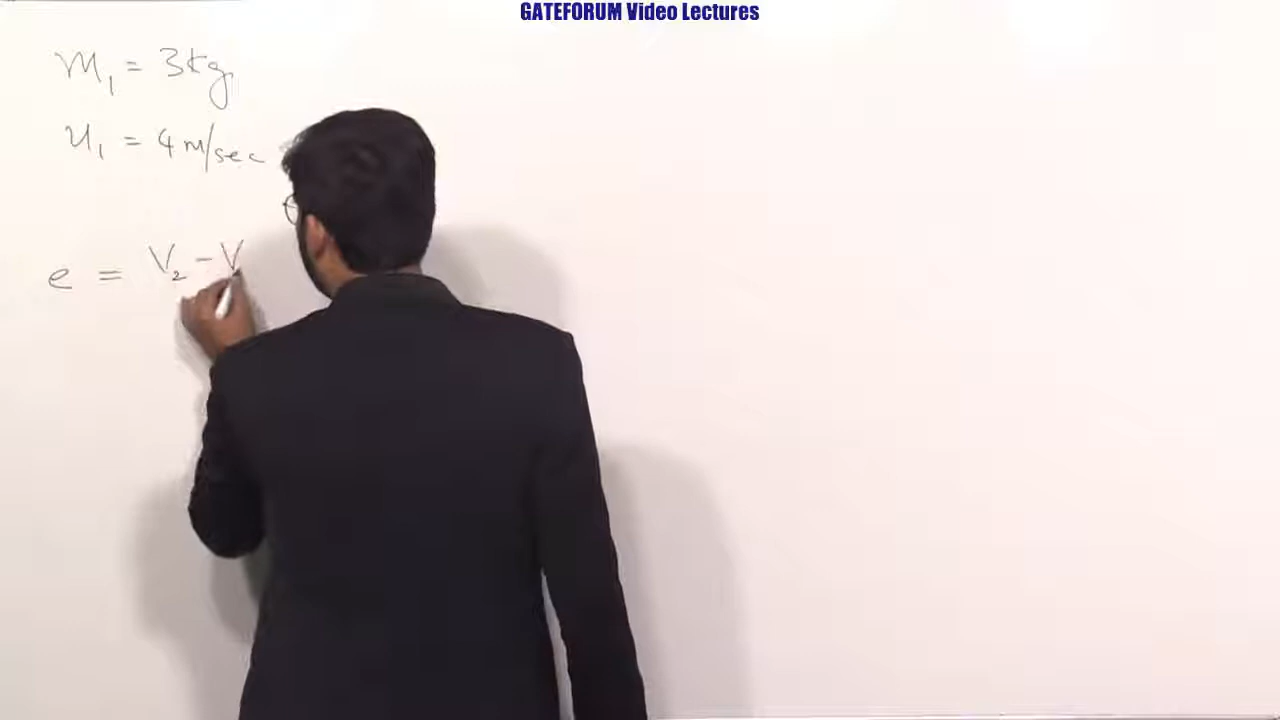 GATEFORUM Video Lectures
m₁ = 3kg
u₁ = 4 m/sec
e = V₂ - V